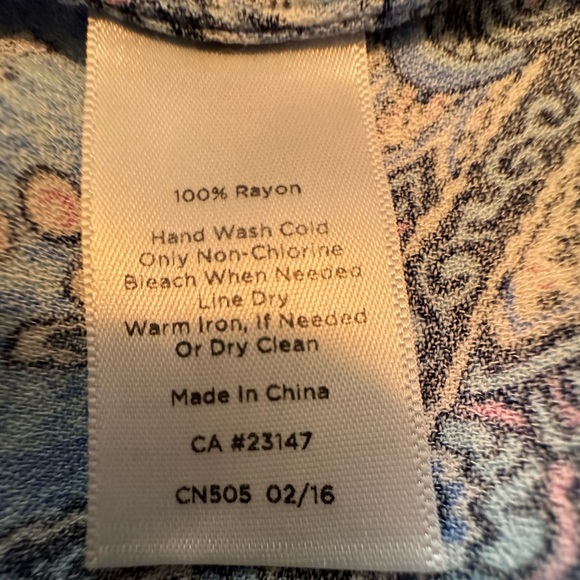 100% Rayon
Hand Wash Cold
Only Non-Chlorine
Bleach When Needed
Line Dry
Warm Iron, If Needed
Or Dry Clean
Made In China
CA #23147
CN505 02/16